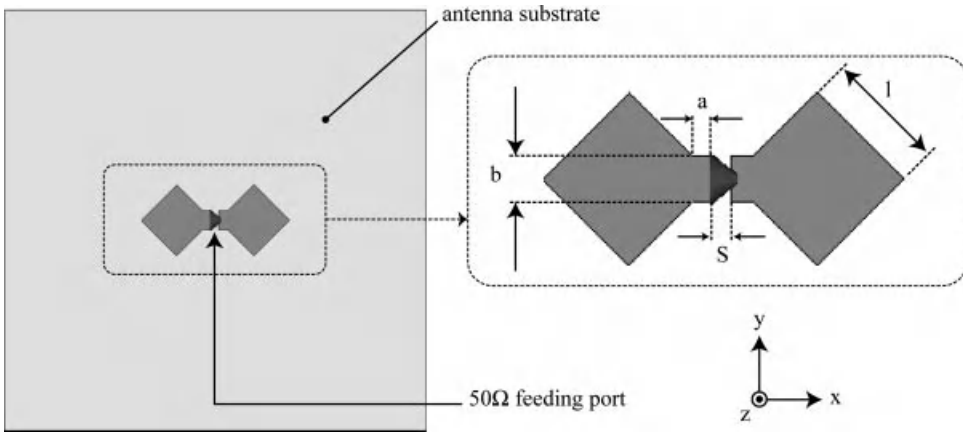 antenna substrate
a
l
b
S
y
x
z
50Ω feeding port